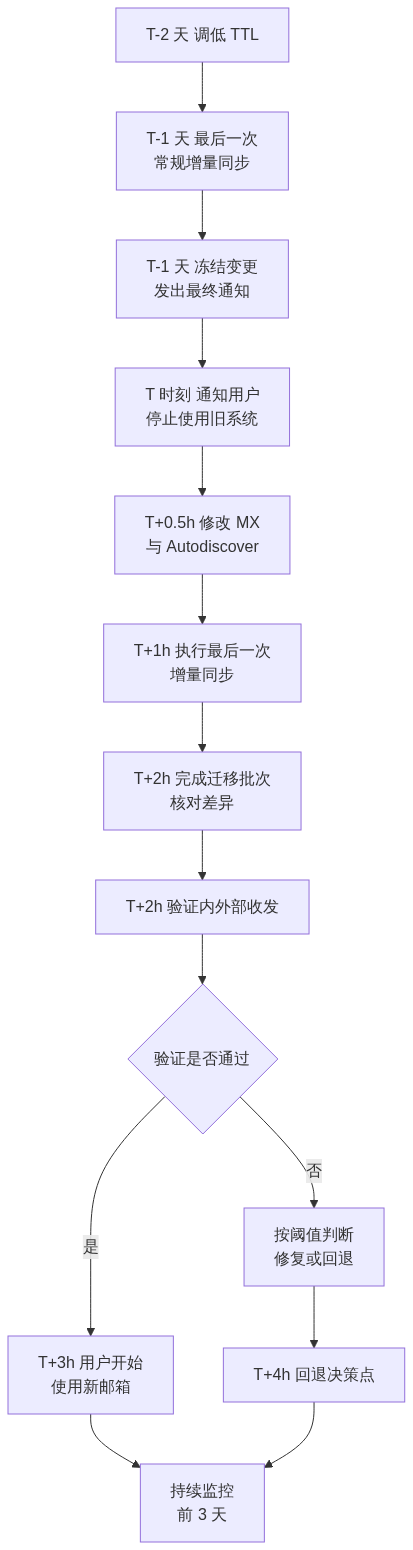 T-2 天 调低 TTL
T-1 天 最后一次
常规增量同步
T-1 天 冻结变更
发出最终通知
T 时刻 通知用户
停止使用旧系统
T+0.5h 修改 MX
与 Autodiscover
T+1h 执行最后一次
增量同步
T+2h 完成迁移批次
核对差异
T+2h 验证内外部收发
验证是否通过
否
是
按阈值判断
修复或回退
T+3h 用户开始
使用新邮箱
T+4h 回退决策点
持续监控
前 3 天